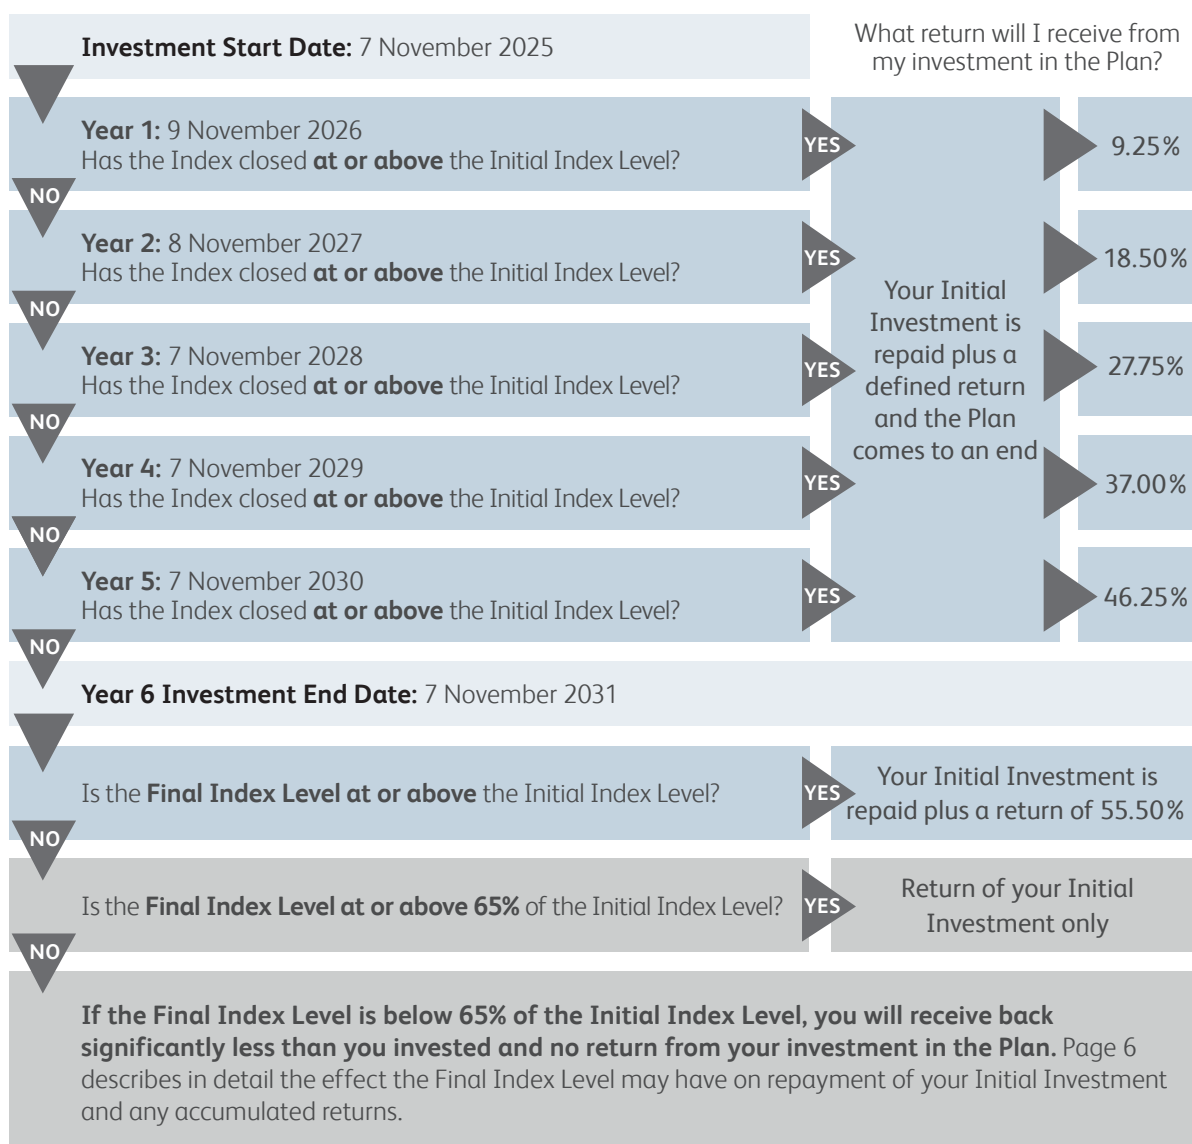 Investment Start Date: 7 November 2025
What return will I receive from
my investment in the Plan?
Year 1: 9 November 2026
Has the Index closed at or above the Initial Index Level?
YES
9.25%
NO
Year 2: 8 November 2027
Has the Index closed at or above the Initial Index Level?
YES
18.50%
NO
Year 3: 7 November 2028
Has the Index closed at or above the Initial Index Level?
YES
27.75%
NO
Year 4: 7 November 2029
Has the Index closed at or above the Initial Index Level?
YES
37.00%
NO
Year 5: 7 November 2030
Has the Index closed at or above the Initial Index Level?
YES
46.25%
NO
Your Initial
Investment is
repaid plus a
defined return
and the Plan
comes to an end
Year 6 Investment End Date: 7 November 2031
Is the Final Index Level at or above the Initial Index Level?
YES
Your Initial Investment is
repaid plus a return of 55.50%
NO
Is the Final Index Level at or above 65% of the Initial Index Level?
YES
Return of your Initial
Investment only
NO
If the Final Index Level is below 65% of the Initial Index Level, you will receive back
significantly less than you invested and no return from your investment in the Plan. Page 6
describes in detail the effect the Final Index Level may have on repayment of your Initial Investment
and any accumulated returns.